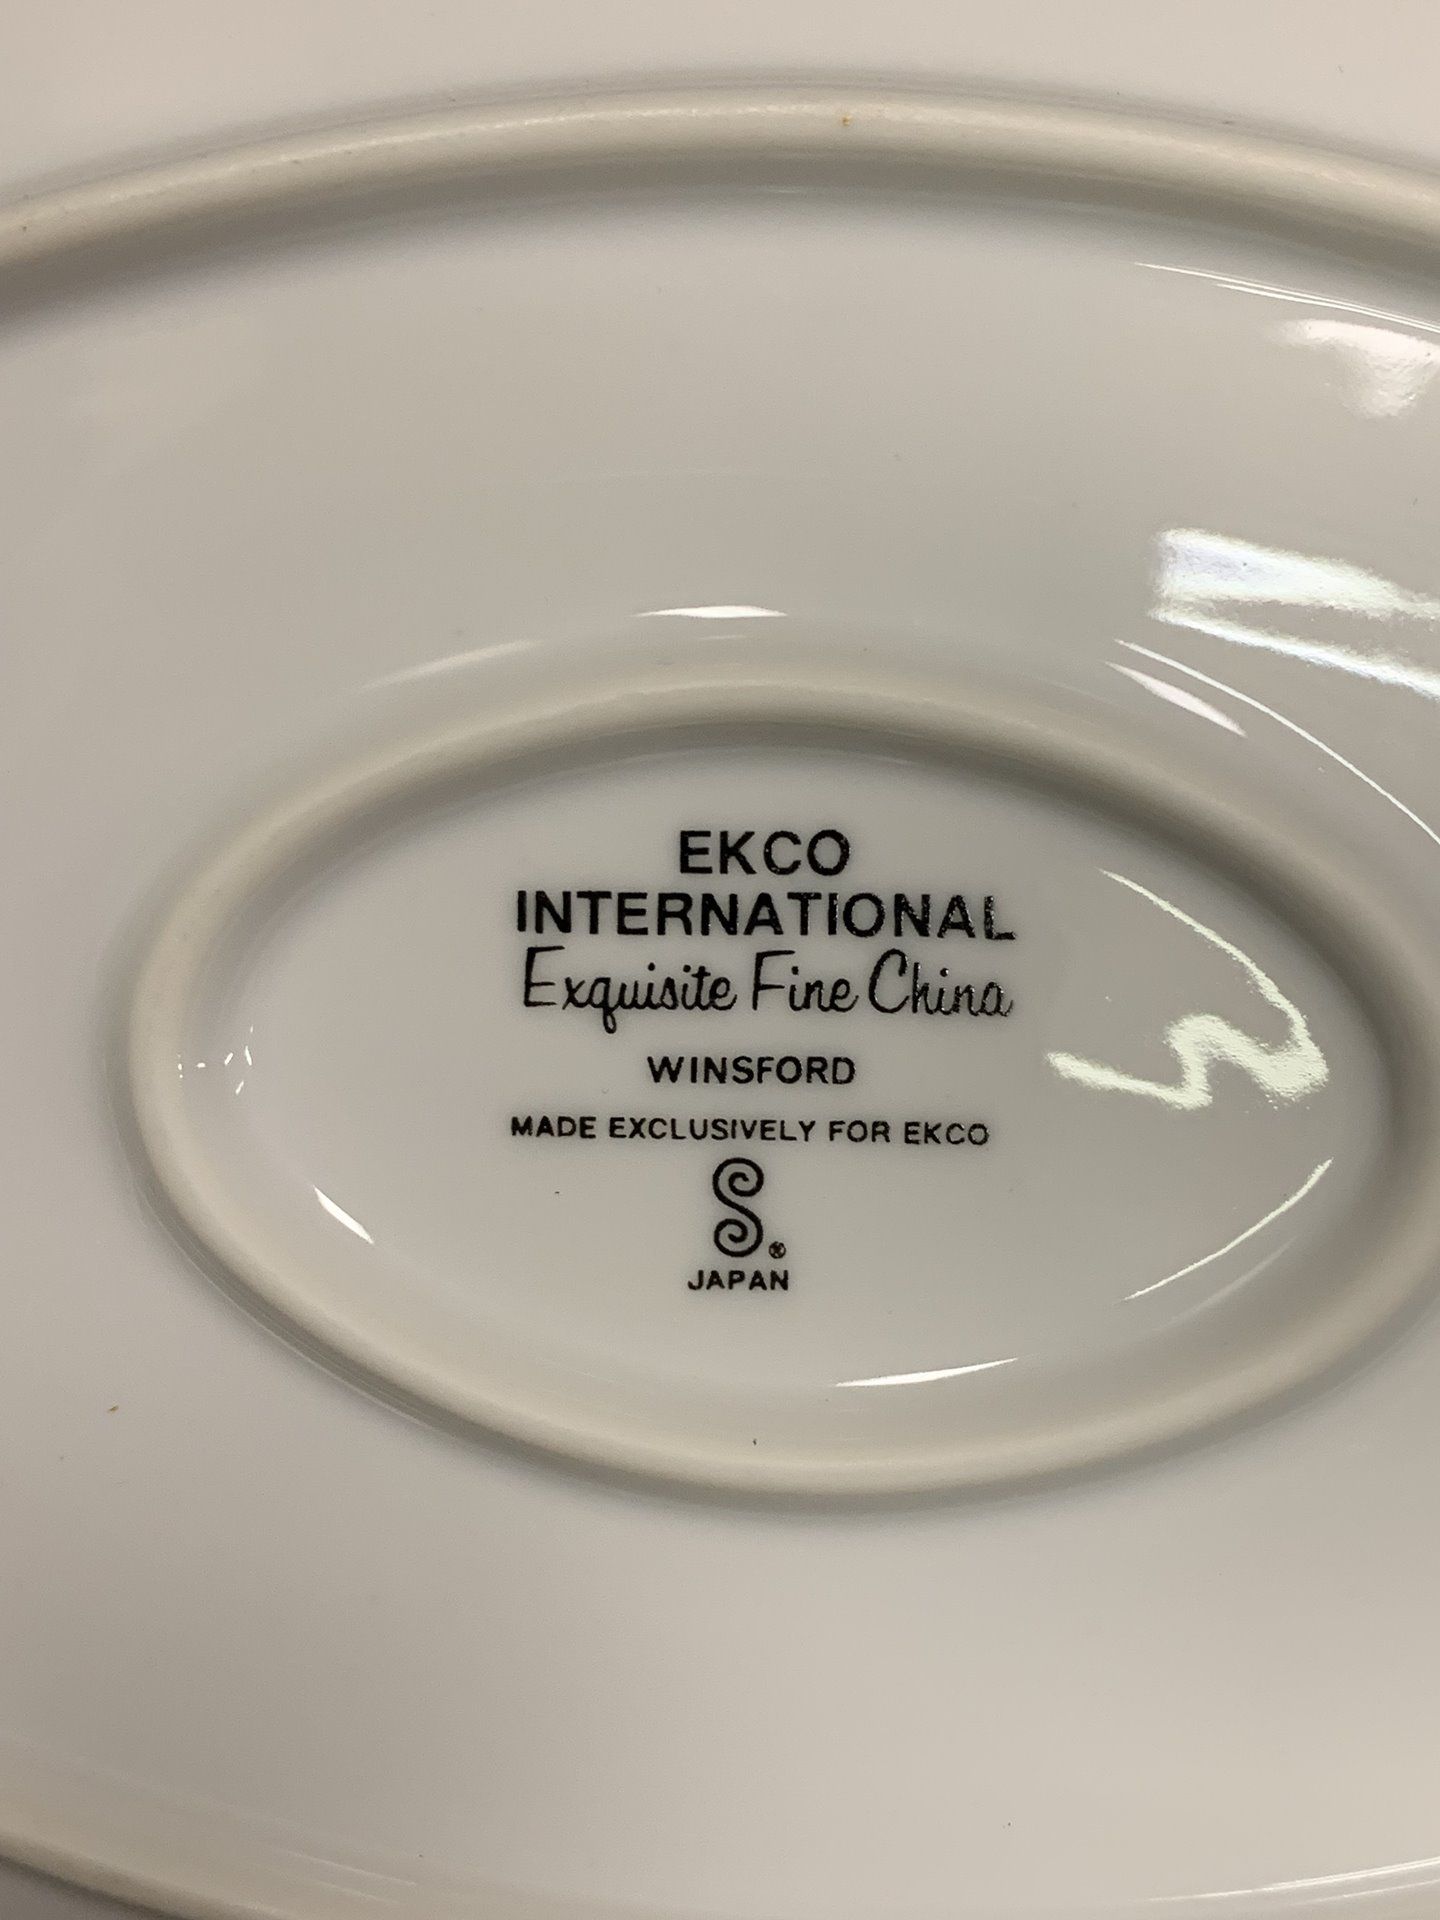 EKCO
INTERNATIONAL
Exquisite Fine China
WINSFORD
MADE EXCLUSIVELY FOR EKCO
S®
JAPAN